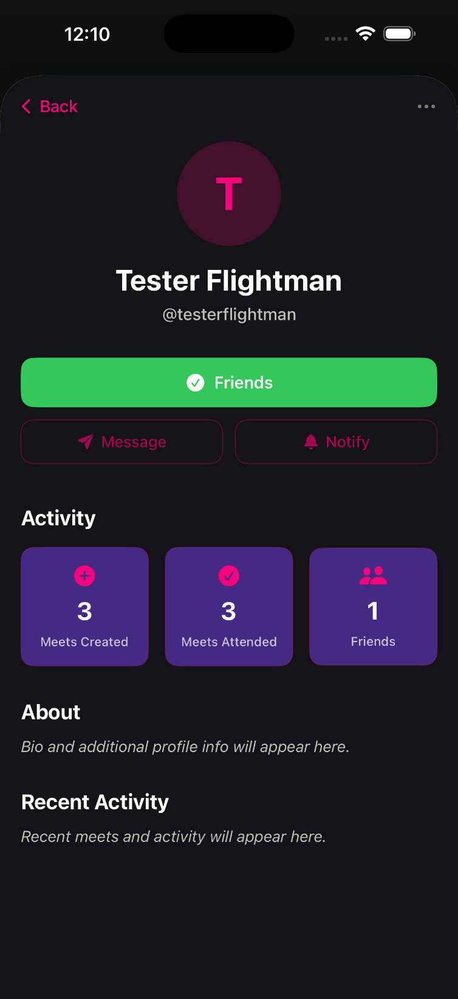 12:10
Back
T
Tester Flightman
@testerflightman
Friends
Message Notify
Activity
3 3 1
Meets Created Meets Attended Friends
About
Bio and additional profile info will appear here.
Recent Activity
Recent meets and activity will appear here.